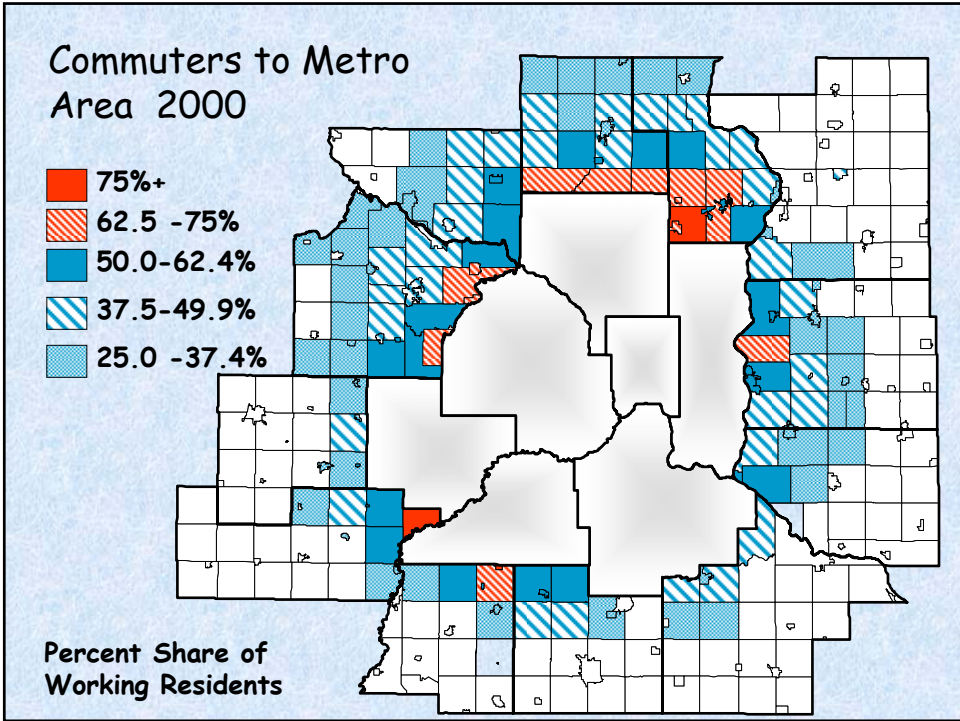 Commuters to Metro
Area 2000
75%+
62.5 -75%
50.0-62.4%
37.5-49.9%
25.0 -37.4%
Percent Share of
Working Residents